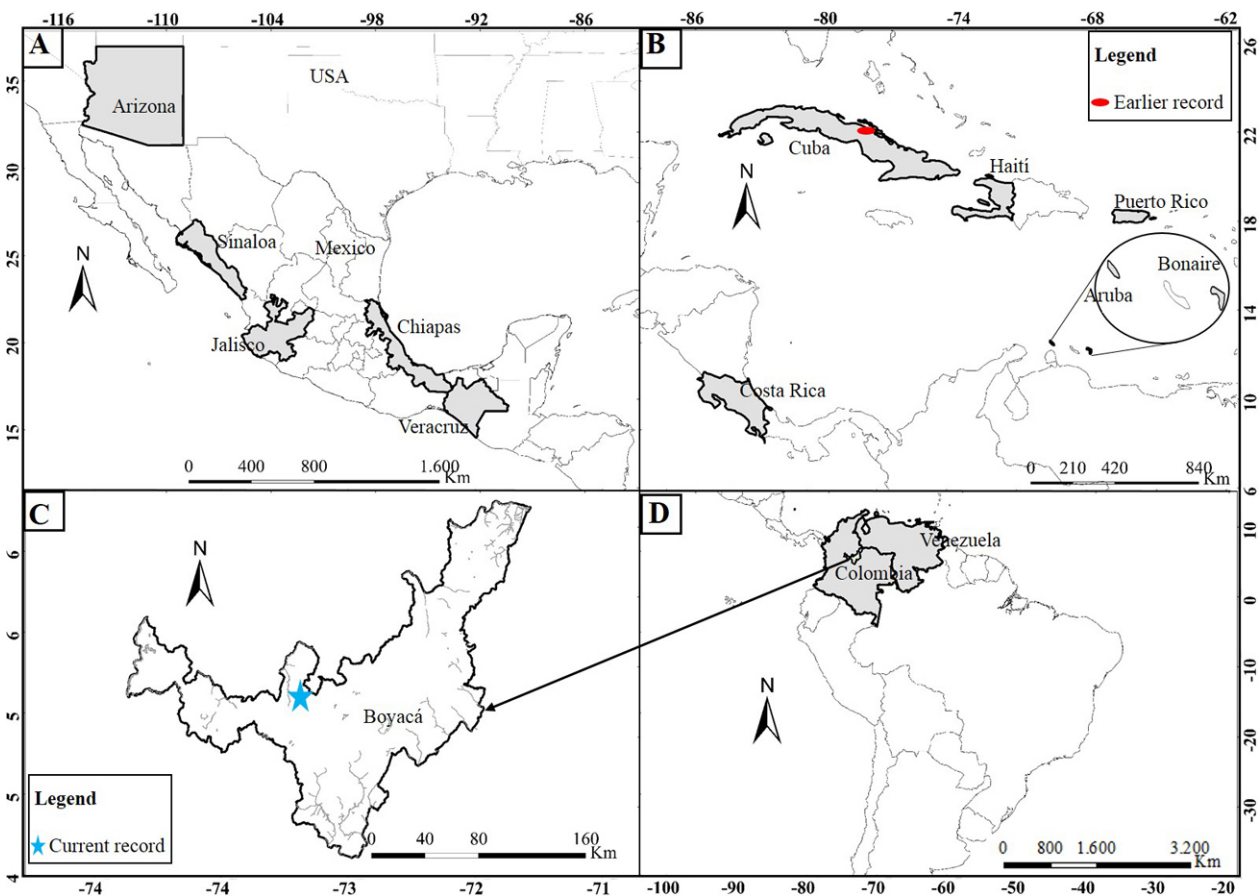 -116 -110 -104 -98 -92 -86
-86 -80 -74 -68 -62
A
USA
Arizona
Sinaloa
Mexico
Chiapas
Jalisco
Veracruz
N
35
30
25
20
15
0 400 800 1.600
Km
B
Legend
Earlier record
Cuba
Haití
Puerto Rico
Bonaire
Aruba
Costa Rica
N
26
22
18
14
10
6
0 210 420 840
Km
C
N
Boyacá
Legend
Current record
6
6
5
5
4
0 40 80 160
Km
-74 -74 -73 -72 -71
D
Venezuela
Colombia
N
10
0
-10
-20
-30
0 800 1.600 3.200
Km
-100 -90 -80 -70 -60 -50 -40 -30 -20